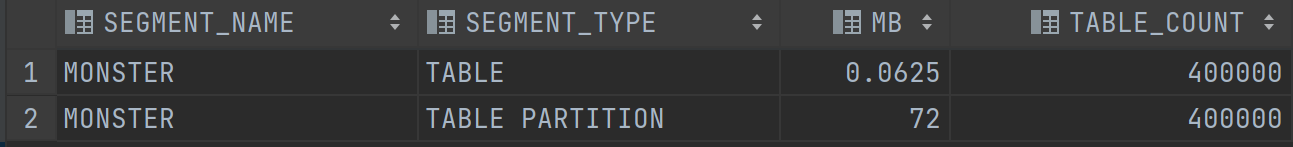 SEGMENT_NAME SEGMENT_TYPE MB TABLE_COUNT
1 MONSTER TABLE 0.0625 400000
2 MONSTER TABLE PARTITION 72 400000